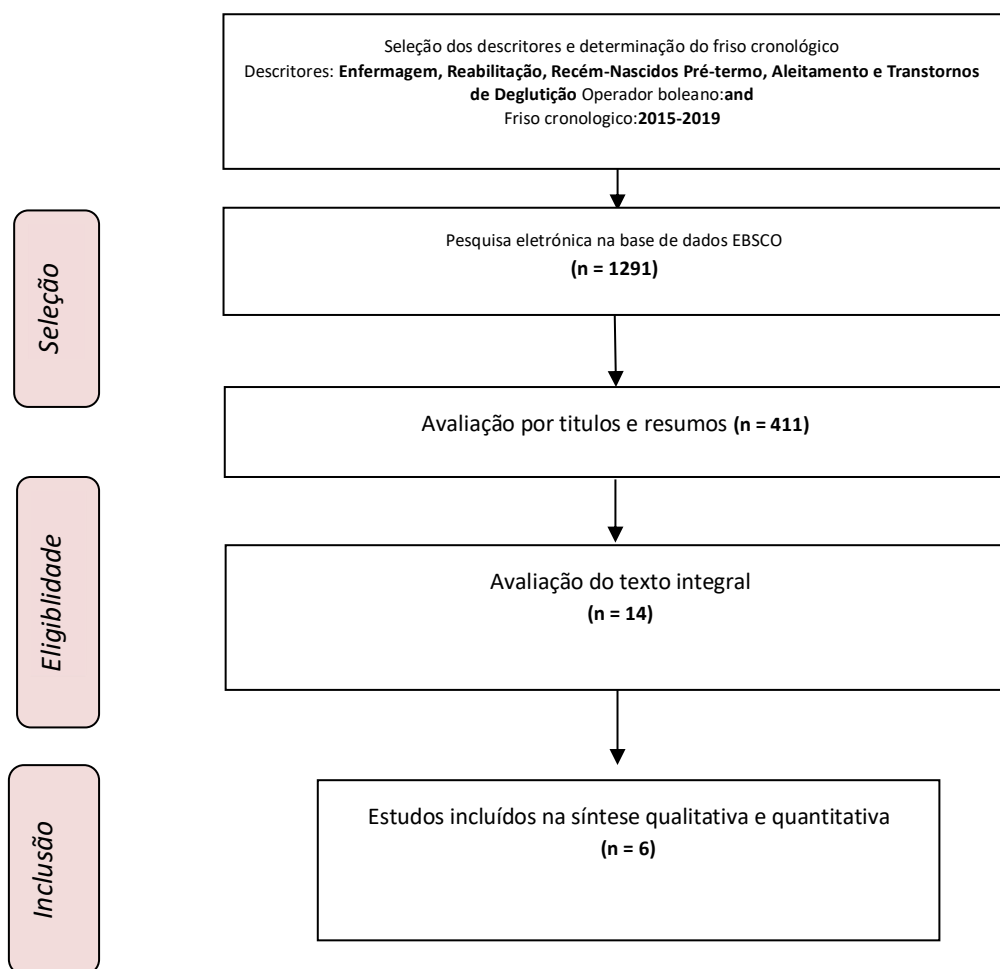 Seleção dos descritores e determinação do friso cronológico
Descritores: Enfermagem, Reabilitação, Recém-Nascidos Pré-termo, Aleitamento e Transtornos
de Deglutição Operador boleano:and
Friso cronologico:2015-2019
Seleção
Pesquisa eletrónica na base de dados EBSCO
(n = 1291)
Avaliação por titulos e resumos (n = 411)
Eligiblidade
Avaliação do texto integral
(n = 14)
Inclusão
Estudos incluídos na síntese qualitativa e quantitativa
(n = 6)